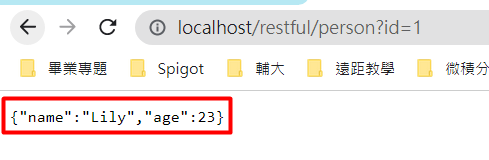 localhost/restful/person?id=1
畢業專題 Spigot 輔大 遠距教學 微積分
{"name":"Lily","age":23}